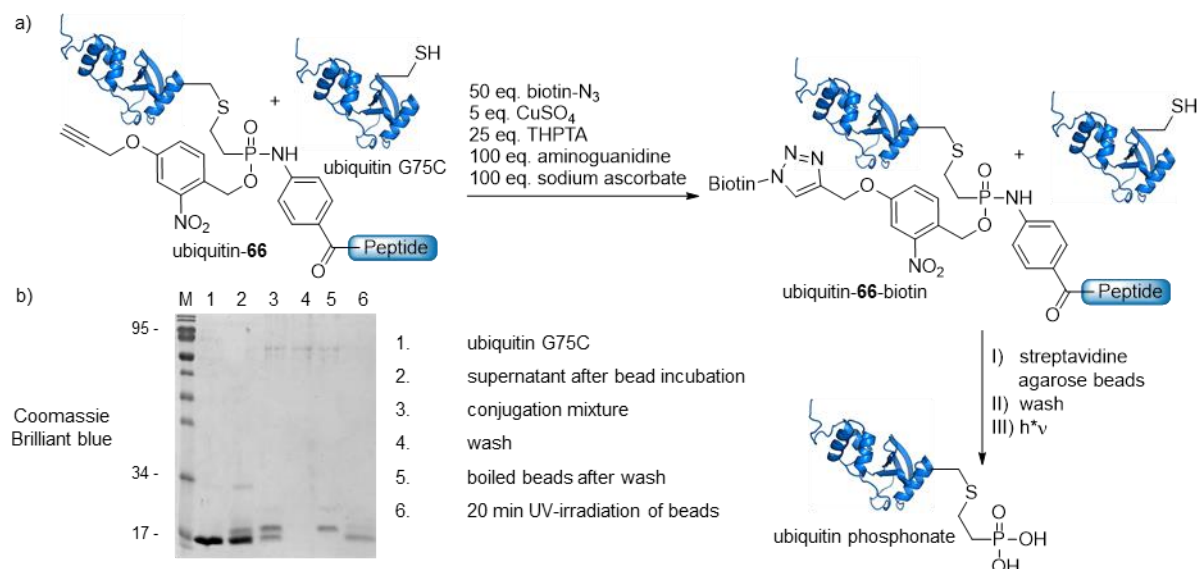 a)
SH
S
+
O
P
NH
O
O
NO₂
ubiquitin G75C
ubiquitin-66
O
Peptide
50 eq. biotin-N₃
5 eq. CuSO₄
25 eq. THPTA
100 eq. aminoguanidine
100 eq. sodium ascorbate
SH
S
+
N=N
Biotin-N
O
O
P-NH
O
NO₂
ubiquitin-66-biotin
O
Peptide
I) streptavidine
agarose beads
II) wash
III) h*ν
S
O
P-OH
OH
ubiquitin phosphonate
b)
M 1 2 3 4 5 6
95 -
34 -
17 -
Coomassie
Brilliant blue
1. ubiquitin G75C
2. supernatant after bead incubation
3. conjugation mixture
4. wash
5. boiled beads after wash
6. 20 min UV-irradiation of beads